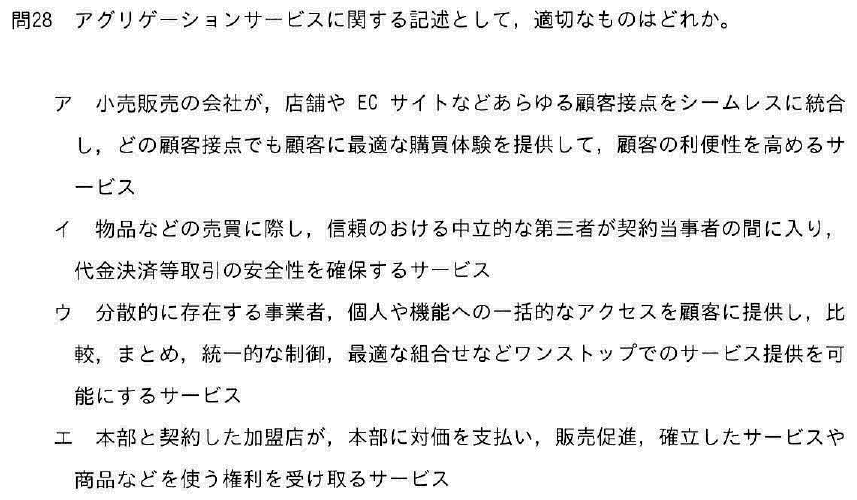 問28 アグリゲーションサービスに関する記述として，適切なものはどれか。
ア 小売販売の会社が，店舗や EC サイトなどあらゆる顧客接点をシームレスに統合
し，どの顧客接点でも顧客に最適な購買体験を提供して，顧客の利便性を高めるサ
ービス
イ 物品などの売買に際し，信頼のおける中立的な第三者が契約当事者の間に入り，
代金決済等取引の安全性を確保するサービス
ウ 分散的に存在する事業者，個人や機能への一括的なアクセスを顧客に提供し，比
較，まとめ，統一的な制御，最適な組合せなどワンストップでのサービス提供を可
能にするサービス
エ 本部と契約した加盟店が，本部に対価を支払い，販売促進，確立したサービスや
商品などを使う権利を受け取るサービス